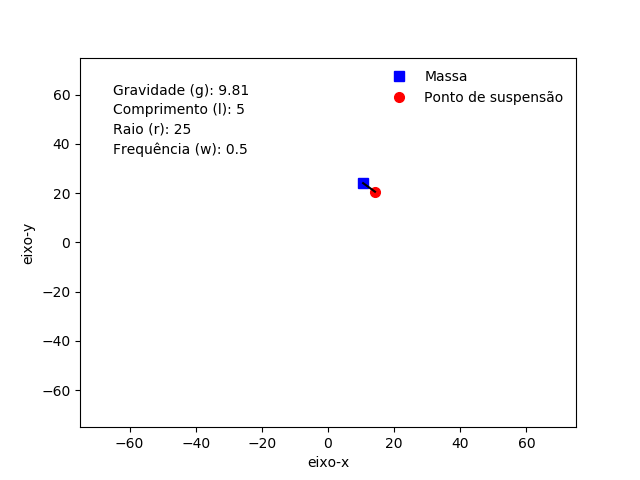 Gravidade (g): 9.81
Comprimento (l): 5
Raio (r): 25
Frequência (w): 0.5
Massa
Ponto de suspensão
eixo-y
60
40
20
0
−20
−40
−60
−60
−40
−20
0
20
40
60
eixo-x